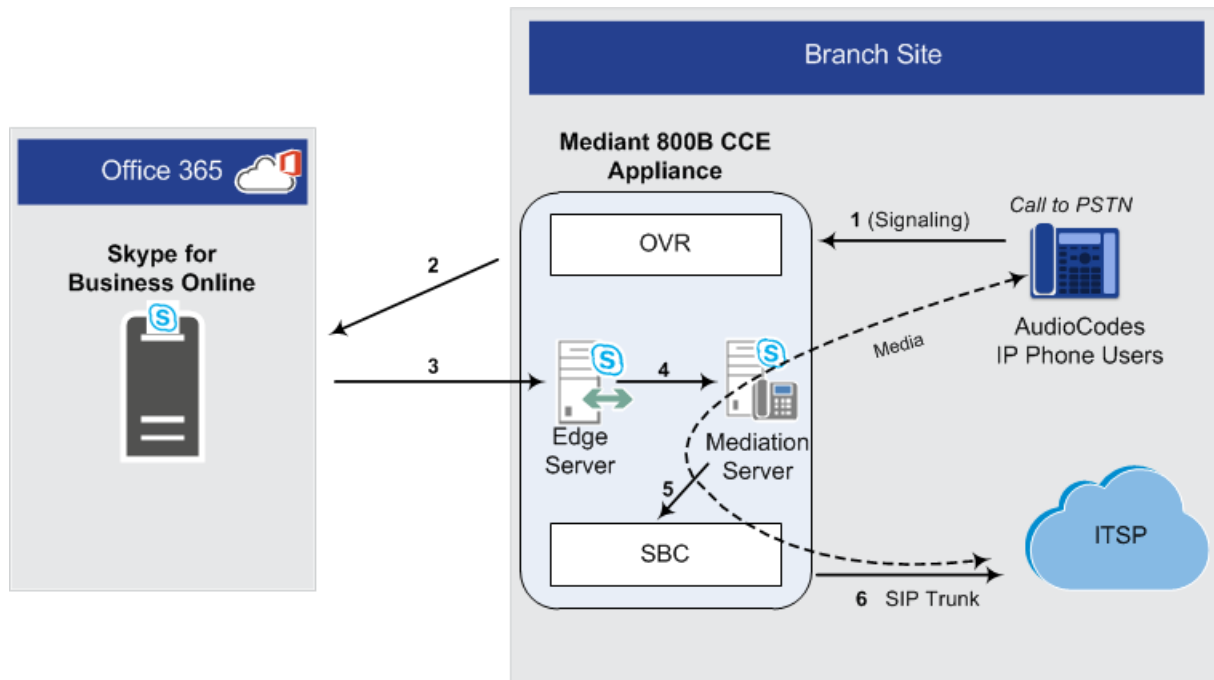 Branch Site
Office 365
Skype for
Business Online
S
2
3
Mediant 800B CCE
Appliance
OVR
S
Edge
Server
4
S
Mediation
Server
5
SBC
1 (Signaling)
Call to PSTN
AudioCodes
IP Phone Users
Media
ITSP
6 SIP Trunk